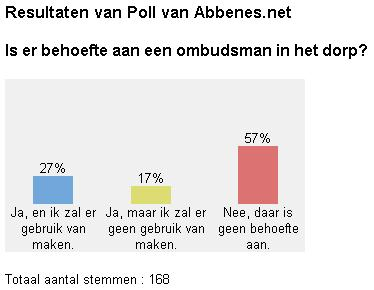 Resultaten van Poll van Abbenes.net
Is er behoefte aan een ombudsman in het dorp?
27%
17%
57%
Ja, en ik zal er
gebruik van
maken.
Ja, maar ik zal er
geen gebruik van
maken.
Nee, daar is
geen behoefte
aan.
Totaal aantal stemmen : 168